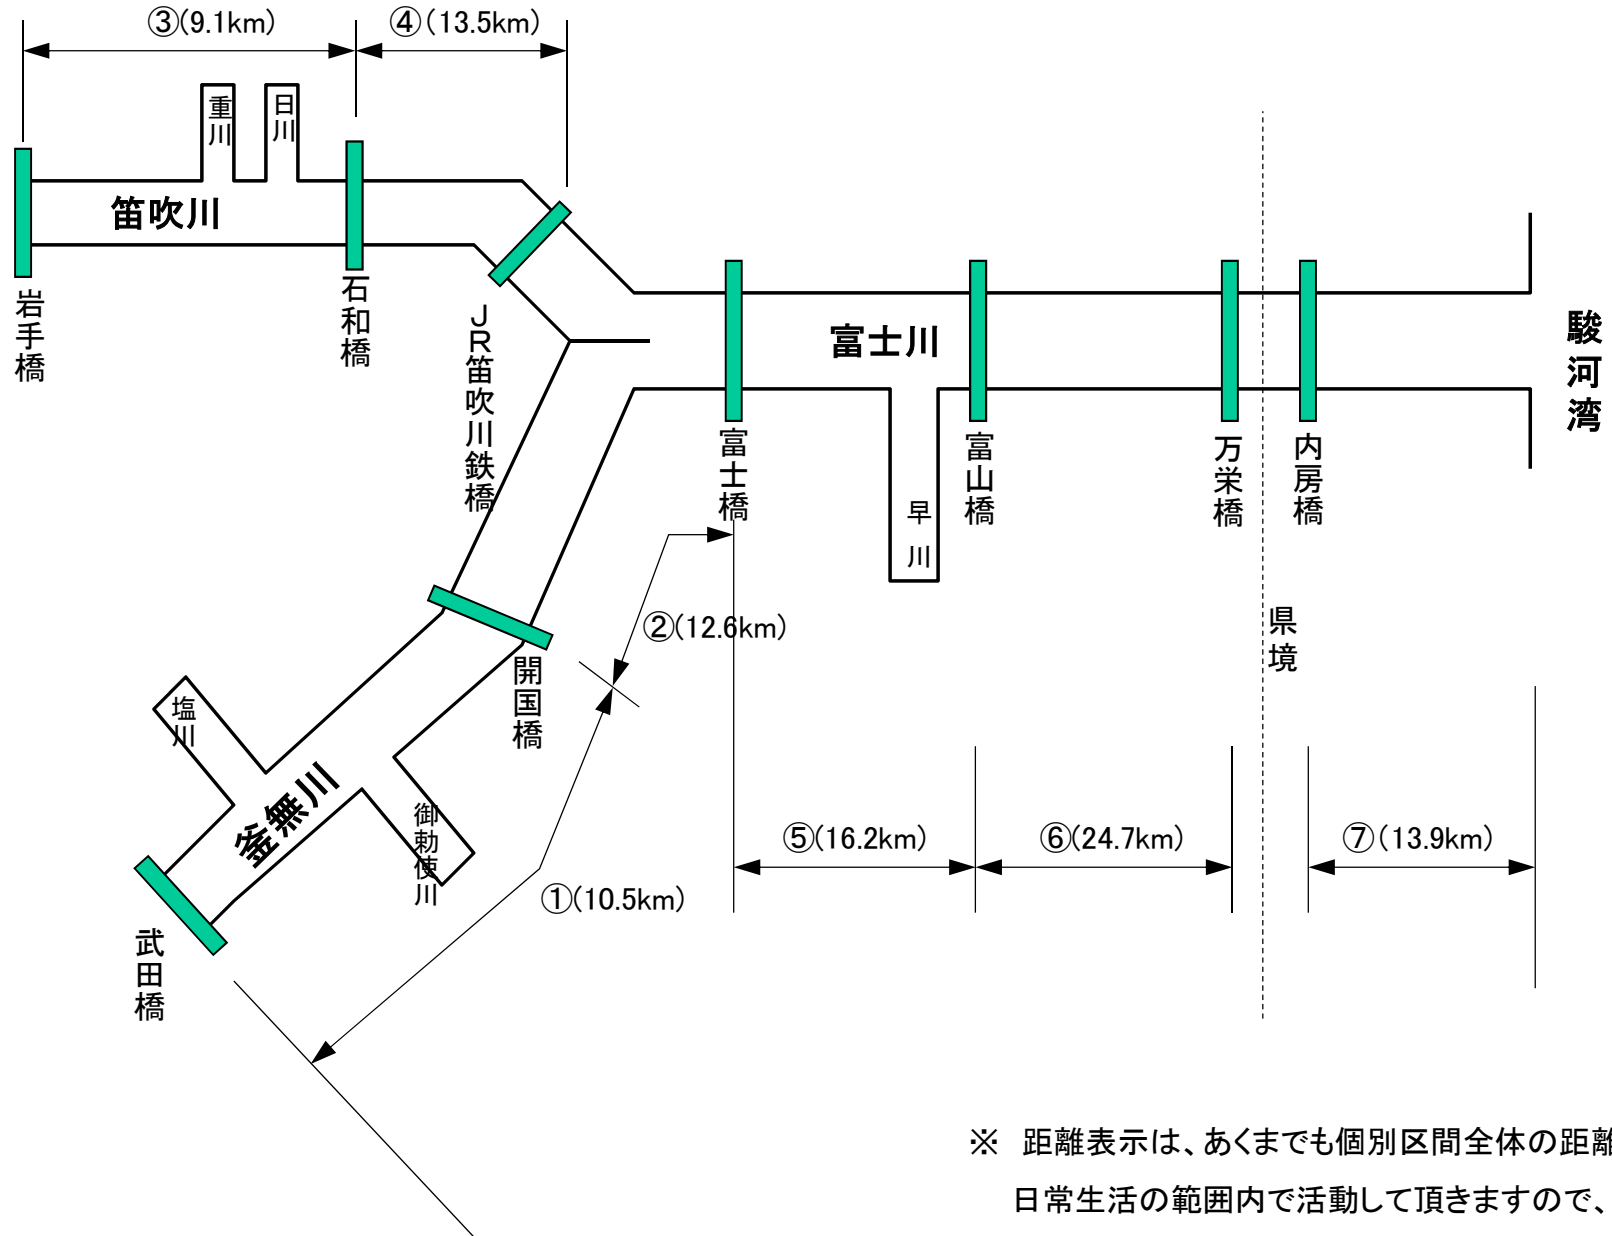 ③(9.1km)
④(13.5km)
重川
日川
笛吹川
岩手橋
石和橋
JR笛吹川鉄橋
富士川
富士橋
早川
富山橋
万栄橋
内房橋
駿河湾
県境
②(12.6km)
開国橋
塩川
釜無川
御勅使川
武田橋
①(10.5km)
⑤(16.2km)
⑥(24.7km)
⑦(13.9km)
※ 距離表示は、あくまでも個別区間全体の距離
日常生活の範囲内で活動して頂きますので、